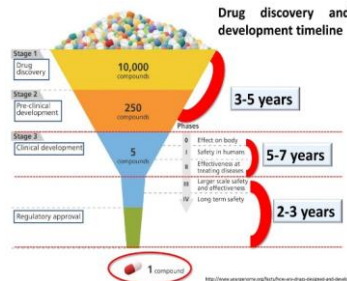 Drug discovery and
development timeline
Stage 1
Drug
discovery
10,000
compounds
Stage 2
Pre-clinical
development
250
compounds
3-5 years
Phases
Stage 3
Clinical development
5
compounds
0 Effect on body
Safety in humans
II Effectiveness at
treating diseases
5-7 years
III Larger scale safety
and effectiveness
IV Long term safety
2-3 years
Regulatory approval
1 compound